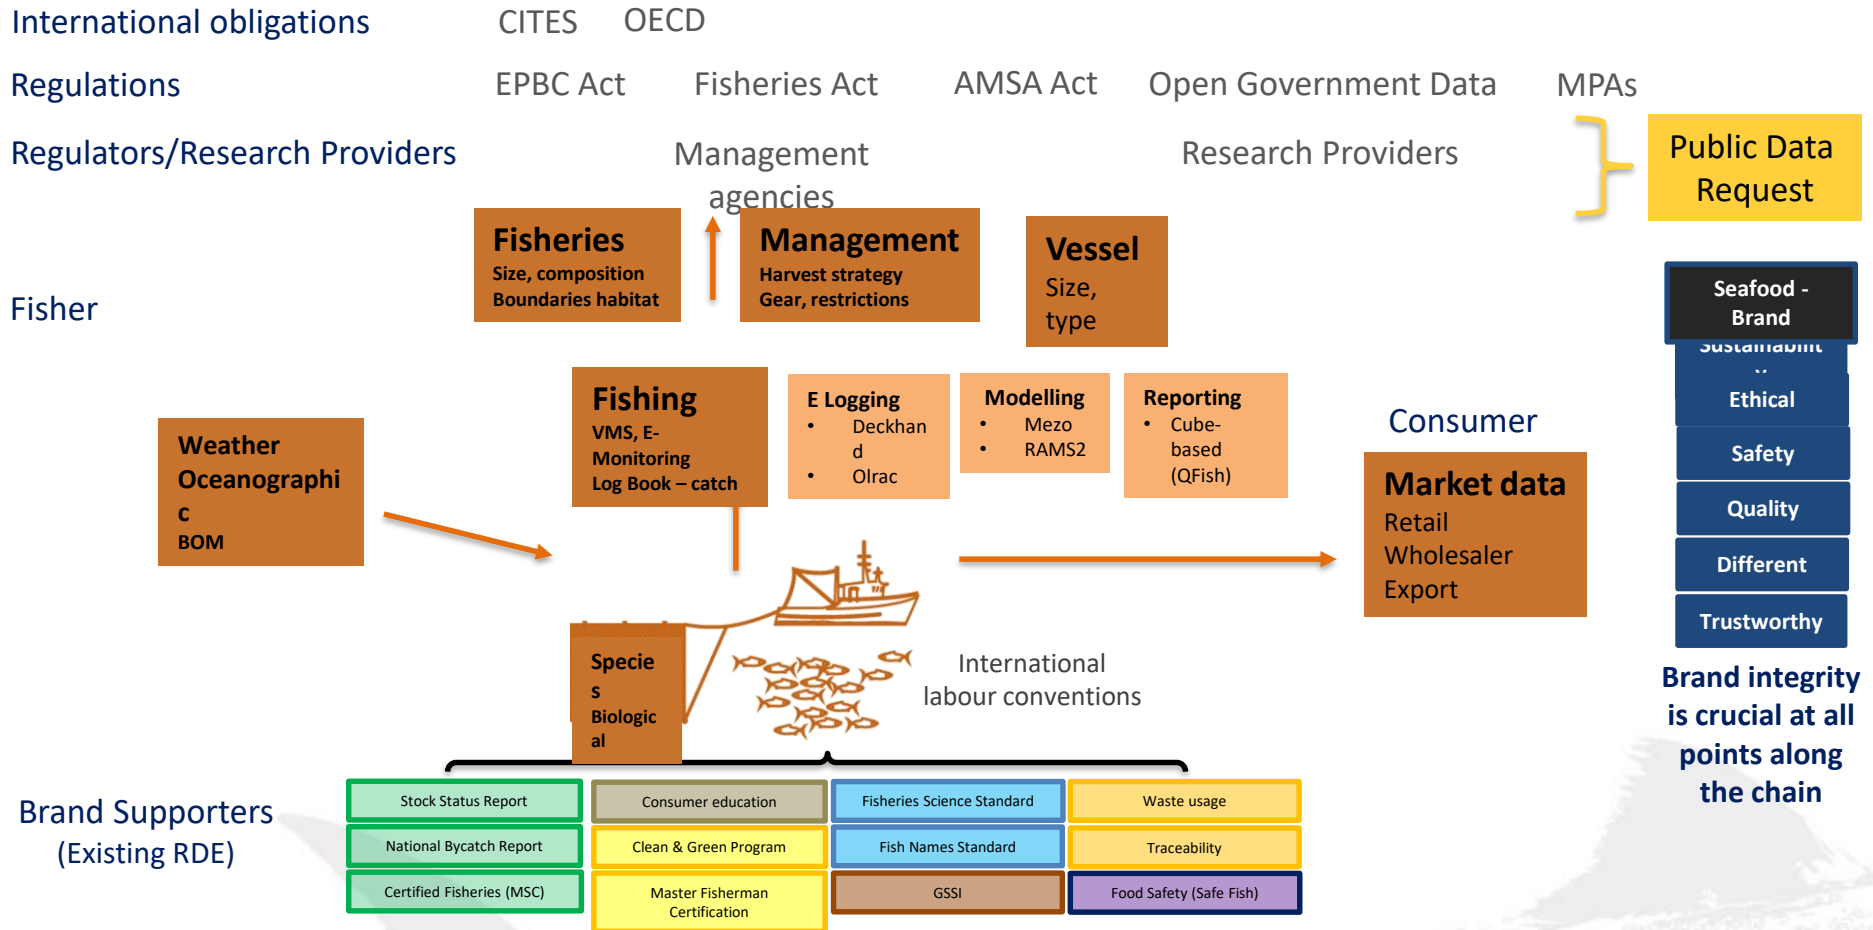 International obligations
CITES
OECD
Regulations
EPBC Act
Fisheries Act
AMSA Act
Open Government Data
MPAs
Regulators/Research Providers
Management
agencies
Research Providers
Public Data
Request
Fisher
Fisheries
Size, composition
Boundaries habitat
Management
Harvest strategy
Gear, restrictions
Vessel
Size,
type
Seafood -
Brand
Sustainabilit
y
Ethical
Safety
Quality
Different
Trustworthy
Brand integrity
is crucial at all
points along
the chain
Weather
Oceanographi
c
BOM
Fishing
VMS, E-
Monitoring
Log Book – catch
E Logging
• Deckhan
d
• Olrac
Modelling
• Mezo
• RAMS2
Reporting
• Cube-
based
(QFish)
Consumer
Market data
Retail
Wholesaler
Export
Specie
s
Biologic
al
International
labour conventions
Brand Supporters
(Existing RDE)
Stock Status Report
Consumer education
Fisheries Science Standard
Waste usage
National Bycatch Report
Clean & Green Program
Fish Names Standard
Traceability
Certified Fisheries (MSC)
Master Fisherman
Certification
GSSI
Food Safety (Safe Fish)